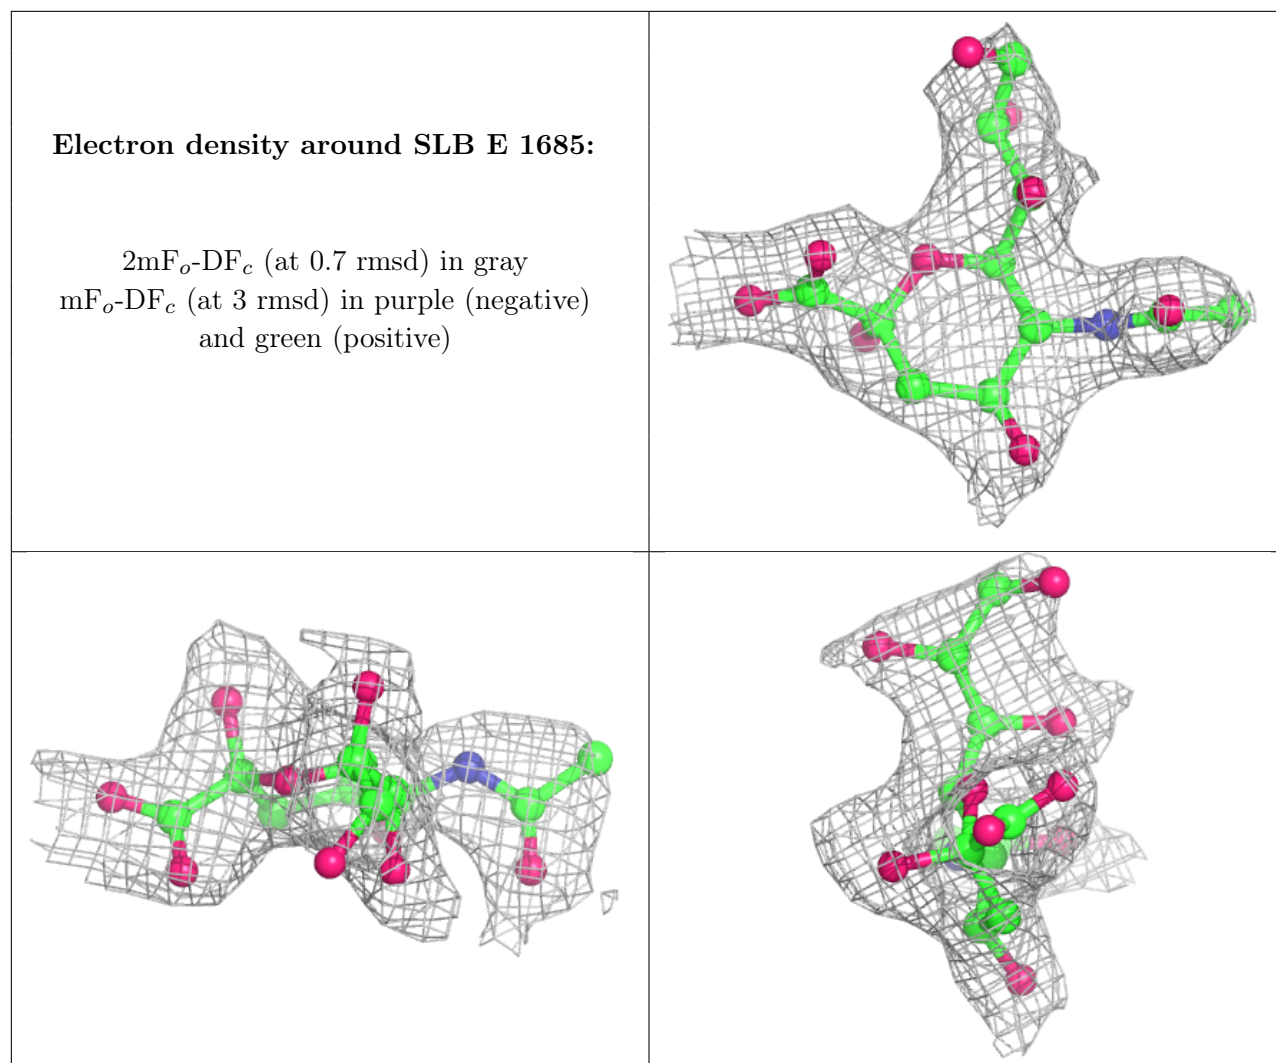 Electron density around SLB E 1685:
2mFₒ-DF𝒸 (at 0.7 rmsd) in gray
mFₒ-DF𝒸 (at 3 rmsd) in purple (negative)
and green (positive)